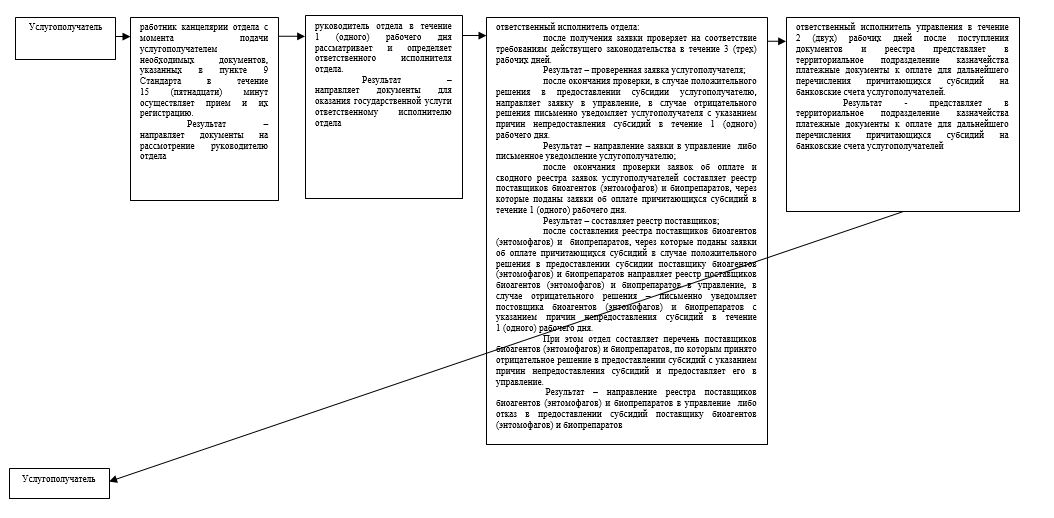 Услугополучатель
работник канцелярии отдела с
момента подачи
услугополучателем
необходимых документов,
указанных в пункте 9
Стандарта в течение
15 (пятнадцати) минут
осуществляет прием и их
регистрацию.
Результат –
направляет документы на
рассмотрение руководителю
отдела
руководитель отдела в течение
1 (одного) рабочего дня
рассматривает и определяет
ответственного исполнителя
отдела.
Результат –
направляет документы для
оказания государственной услуги
ответственному исполнителю
отдела
ответственный исполнитель отдела:
после получения заявки проверяет на соответствие
требованиям действующего законодательства в течение 3 (трех)
рабочих дней.
Результат – проверенная заявка услугополучателя;
после окончания проверки, в случае положительного
решения в предоставлении субсидии услугополучателю,
направляет заявку в управление, в случае отрицательного
решения письменно уведомляет услугополучателя с указанием
причин непредоставления субсидий в течение 1 (одного)
рабочего дня.
Результат – направление заявки в управление либо
письменное уведомление услугополучателю;
после окончания проверки заявок об оплате и
сводного реестра заявок услугополучателей составляет реестр
поставщиков биоагентов (энтомофагов) и биопрепаратов, через
которые поданы заявки об оплате причитающихся субсидий в
течение 1 (одного) рабочего дня.
Результат – составляет реестр поставщиков;
после составления реестра поставщиков биоагентов
(энтомофагов) и биопрепаратов, через которые поданы заявки
об оплате причитающихся субсидий в случае положительного
решения в предоставлении субсидии поставщику биоагентов
(энтомофагов) и биопрепаратов направляет реестр поставщиков
биоагентов (энтомофагов) и биопрепаратов в управление, в
случае отрицательного решения – письменно уведомляет
постовщика биоагентов (энтомофагов) и биопрепаратов с
указанием причин непредоставления субсидий в течение
1 (одного) рабочего дня.
При этом отдел составляет перечень поставщиков
биоагентов (энтомофагов) и биопрепаратов, по которым принято
отрицательное решение в предоставлении субсидий с указанием
причин непредоставления субсидий и предоставляет его в
управление.
Результат – направление реестра поставщиков
биоагентов (энтомофагов) и биопрепаратов в управление либо
отказ в предоставлении субсидий поставщику биоагентов
(энтомофагов) и биопрепаратов
ответственный исполнитель управления в течение
2 (двух) рабочих дней после поступления
документов и реестра представляет в
территориальное подразделение казначейства
платежные документы к оплате для дальнейшего
перечисления причитающихся субсидий на
банковские счета услугополучателей.
Результат - представляет в
территориальное подразделение казначейства
платежные документы к оплате для дальнейшего
перечисления причитающихся субсидий на
банковские счета услугополучателей
Услугополучатель